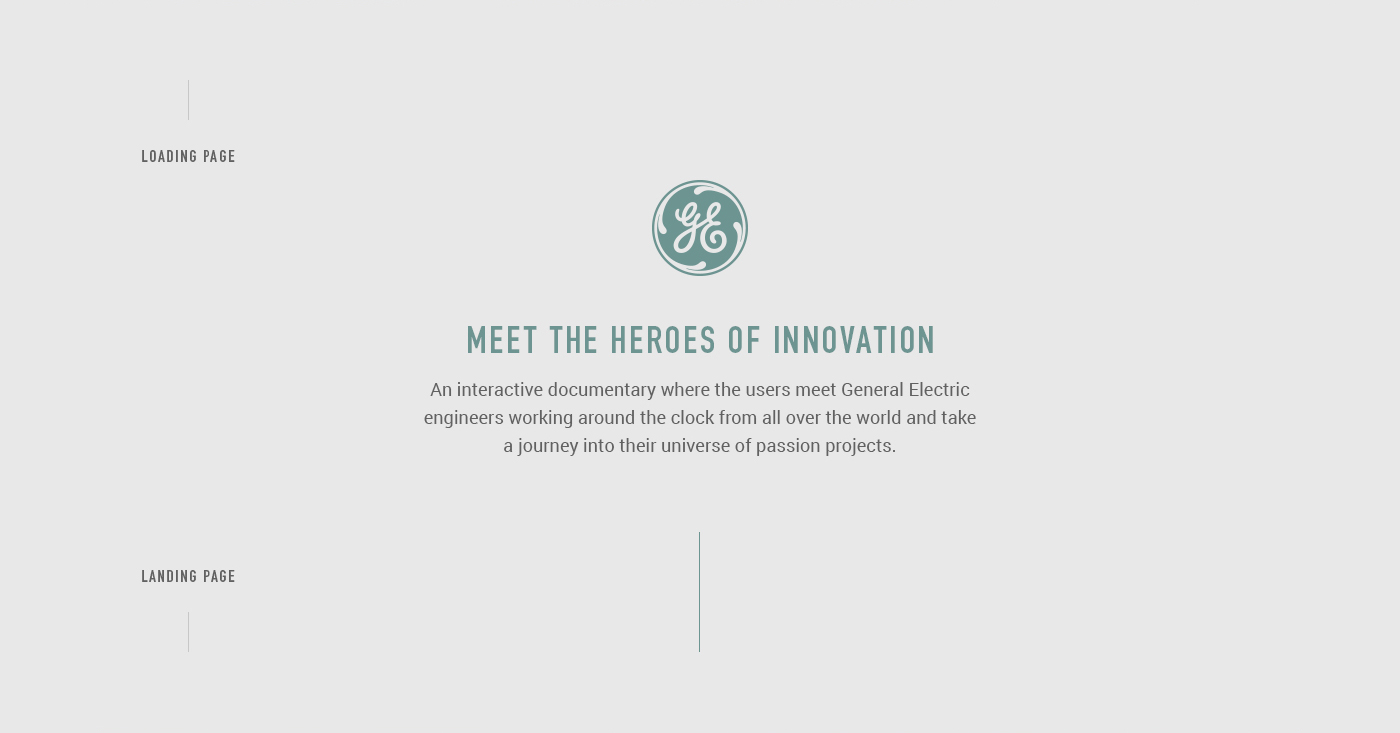 LOADING PAGE
GE
MEET THE HEROES OF INNOVATION
An interactive documentary where the users meet General Electric
engineers working around the clock from all over the world and take
a journey into their universe of passion projects.
LANDING PAGE